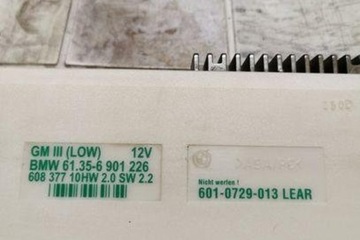 GM III (LOW) 12V
BMW 61.35-6 901 226
608 377 10HW 2.0 SW 2.2
Nicht werfen !
601-0729-013 LEAR